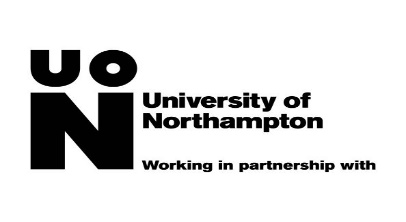 UO
N
University of
Northampton
Working in partnership with